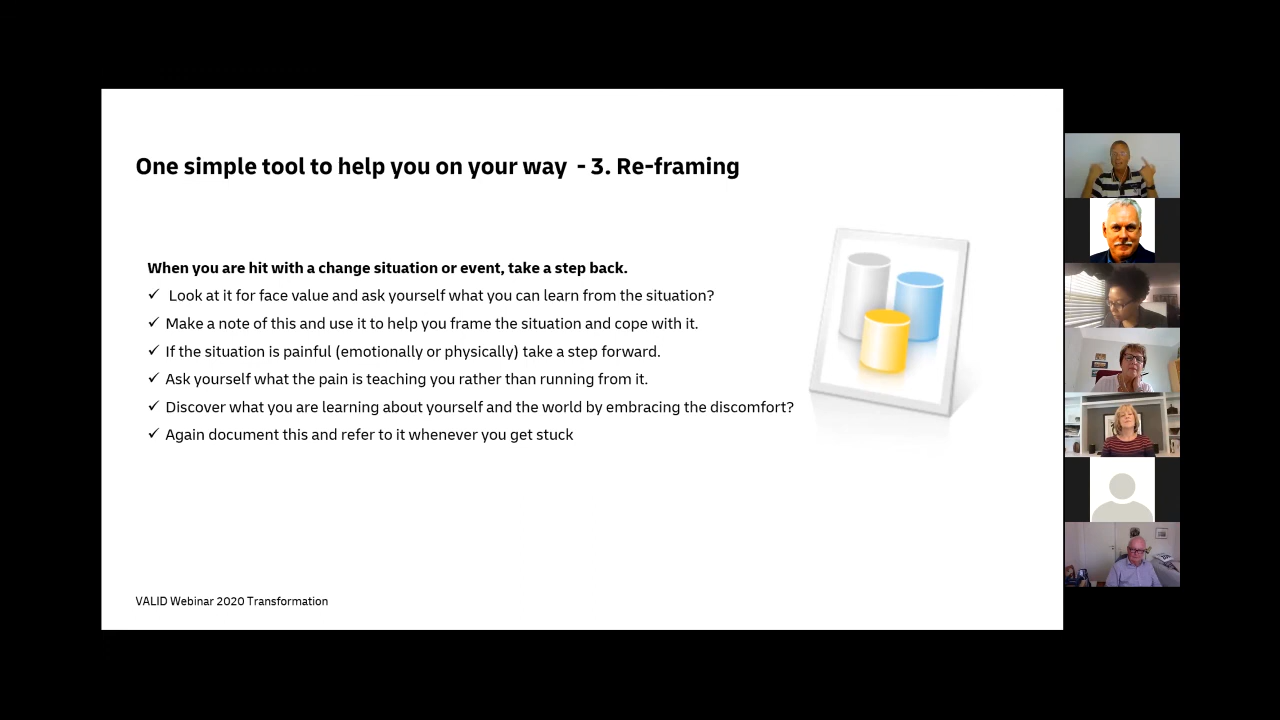 One simple tool to help you on your way - 3. Re-framing
When you are hit with a change situation or event, take a step back.
✓ Look at it for face value and ask yourself what you can learn from the situation?
✓ Make a note of this and use it to help you frame the situation and cope with it.
✓ If the situation is painful (emotionally or physically) take a step forward.
✓ Ask yourself what the pain is teaching you rather than running from it.
✓ Discover what you are learning about yourself and the world by embracing the discomfort?
✓ Again document this and refer to it whenever you get stuck
VALID Webinar 2020 Transformation